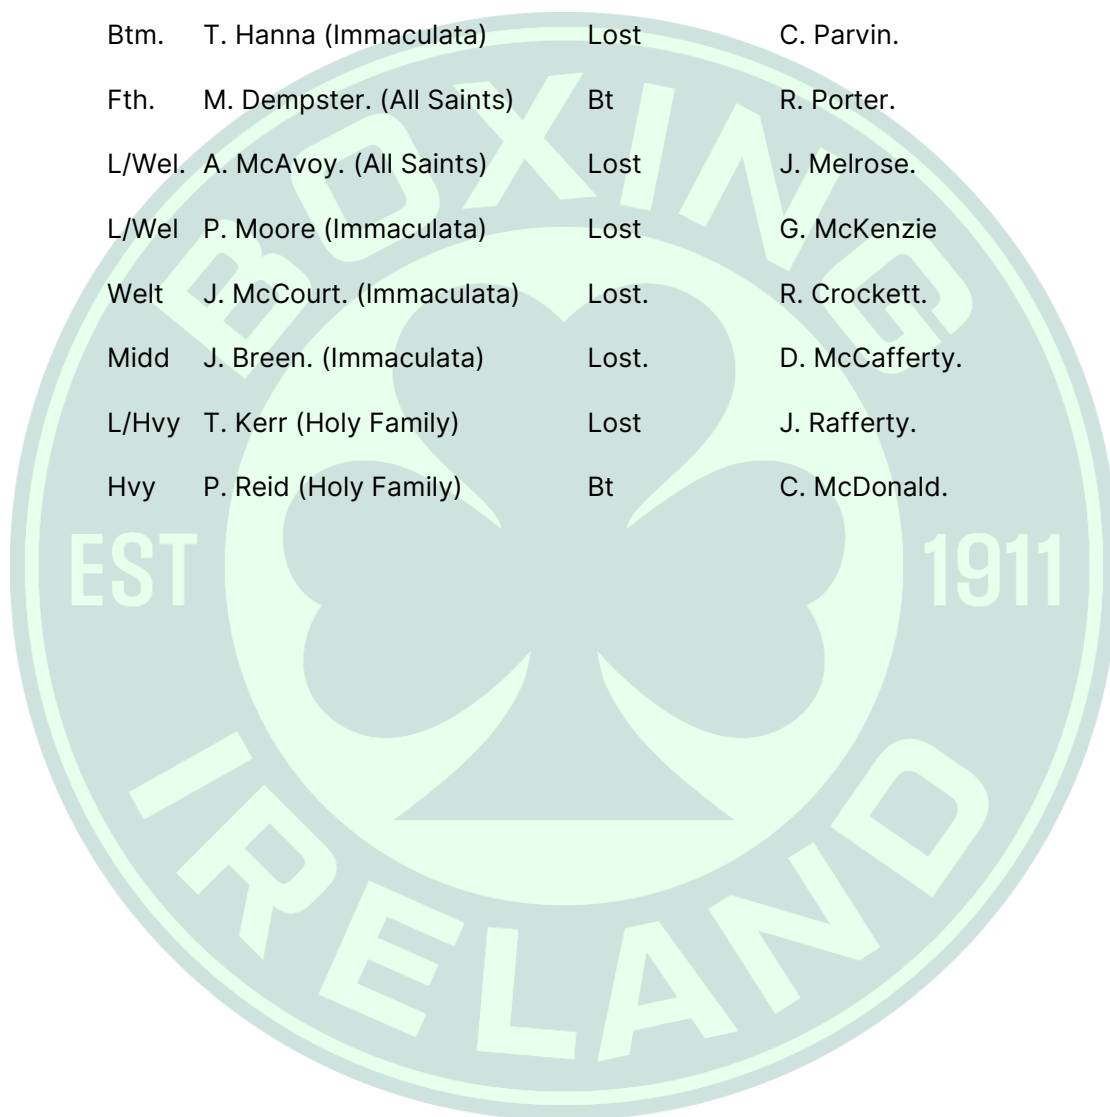 Btm. T. Hanna (Immaculata) Lost C. Parvin.
Fth. M. Dempster. (All Saints) Bt R. Porter.
L/Wel. A. McAvoy. (All Saints) Lost J. Melrose.
L/Wel P. Moore (Immaculata) Lost G. McKenzie
Welt J. McCourt. (Immaculata) Lost. R. Crockett.
Midd J. Breen. (Immaculata) Lost. D. McCafferty.
L/Hvy T. Kerr (Holy Family) Lost J. Rafferty.
Hvy P. Reid (Holy Family) Bt C. McDonald.
BOXING
EST 1911
IRELAND